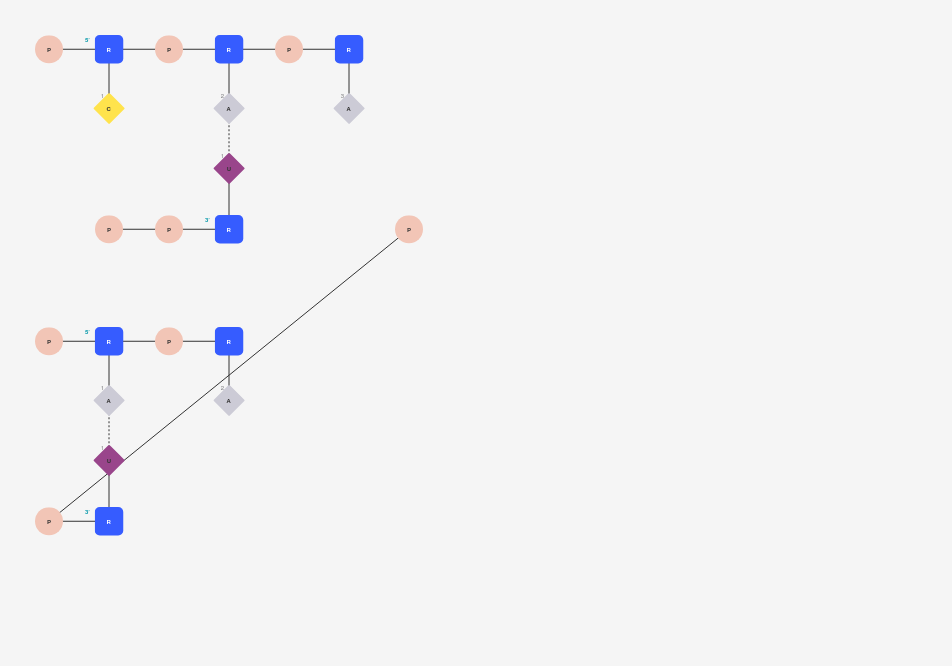 5'
P R P R P R
1 2 3
C A A
1
U
3'
P P R P
5'
P R P R
1 2
A A
1
U
3'
P R